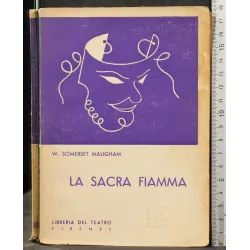 W. SOMERSET MAUGHAM
LA SACRA FIAMMA
LIBRERIA DEL TEATRO
FIRENZE